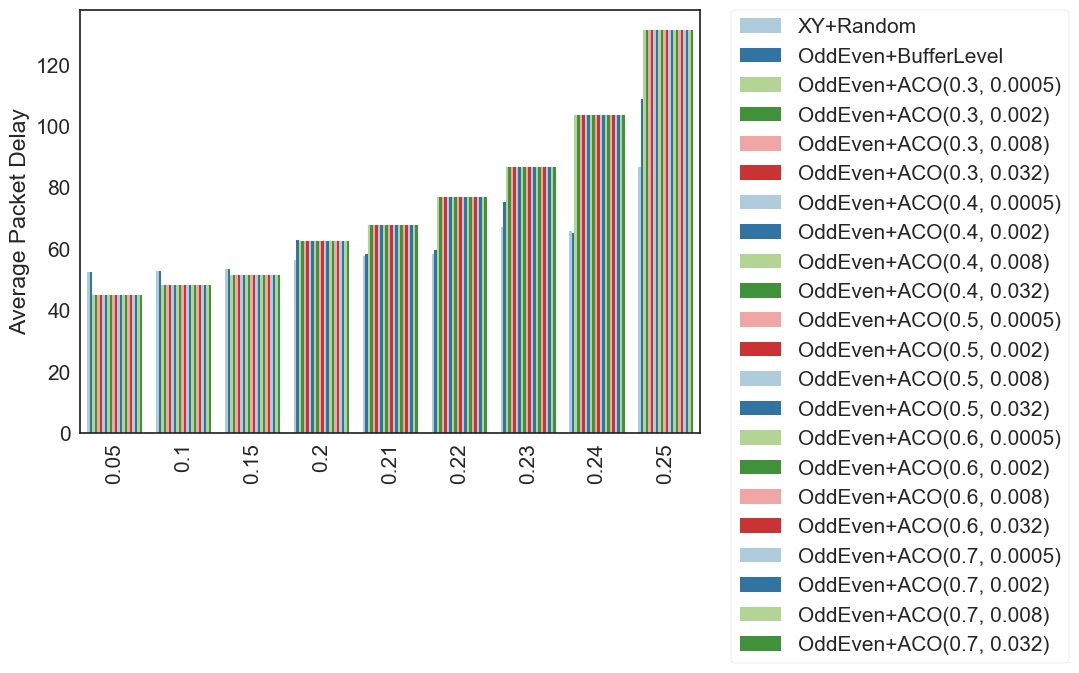 Average Packet Delay
120
100
80
60
40
20
0
0.05
0.1
0.15
0.2
0.21
0.22
0.23
0.24
0.25
XY+Random
OddEven+BufferLevel
OddEven+ACO(0.3, 0.0005)
OddEven+ACO(0.3, 0.002)
OddEven+ACO(0.3, 0.008)
OddEven+ACO(0.3, 0.032)
OddEven+ACO(0.4, 0.0005)
OddEven+ACO(0.4, 0.002)
OddEven+ACO(0.4, 0.008)
OddEven+ACO(0.4, 0.032)
OddEven+ACO(0.5, 0.0005)
OddEven+ACO(0.5, 0.002)
OddEven+ACO(0.5, 0.008)
OddEven+ACO(0.5, 0.032)
OddEven+ACO(0.6, 0.0005)
OddEven+ACO(0.6, 0.002)
OddEven+ACO(0.6, 0.008)
OddEven+ACO(0.6, 0.032)
OddEven+ACO(0.7, 0.0005)
OddEven+ACO(0.7, 0.002)
OddEven+ACO(0.7, 0.008)
OddEven+ACO(0.7, 0.032)